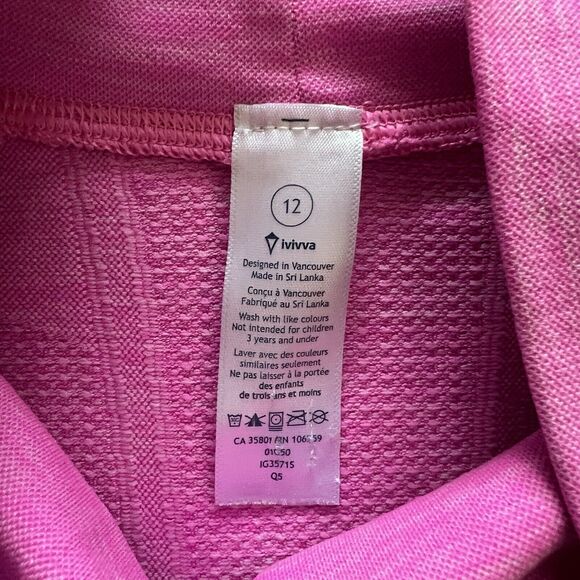 12
ivivva
Designed in Vancouver
Made in Sri Lanka
Conçu à Vancouver
Fabriqué au Sri Lanka
Wash with like colours
Not intended for children
3 years and under
Laver avec des couleurs
similaires seulement
Ne pas laisser à la portée
des enfants
de trois ans et moins
CA 35801
IG3571S
Q5